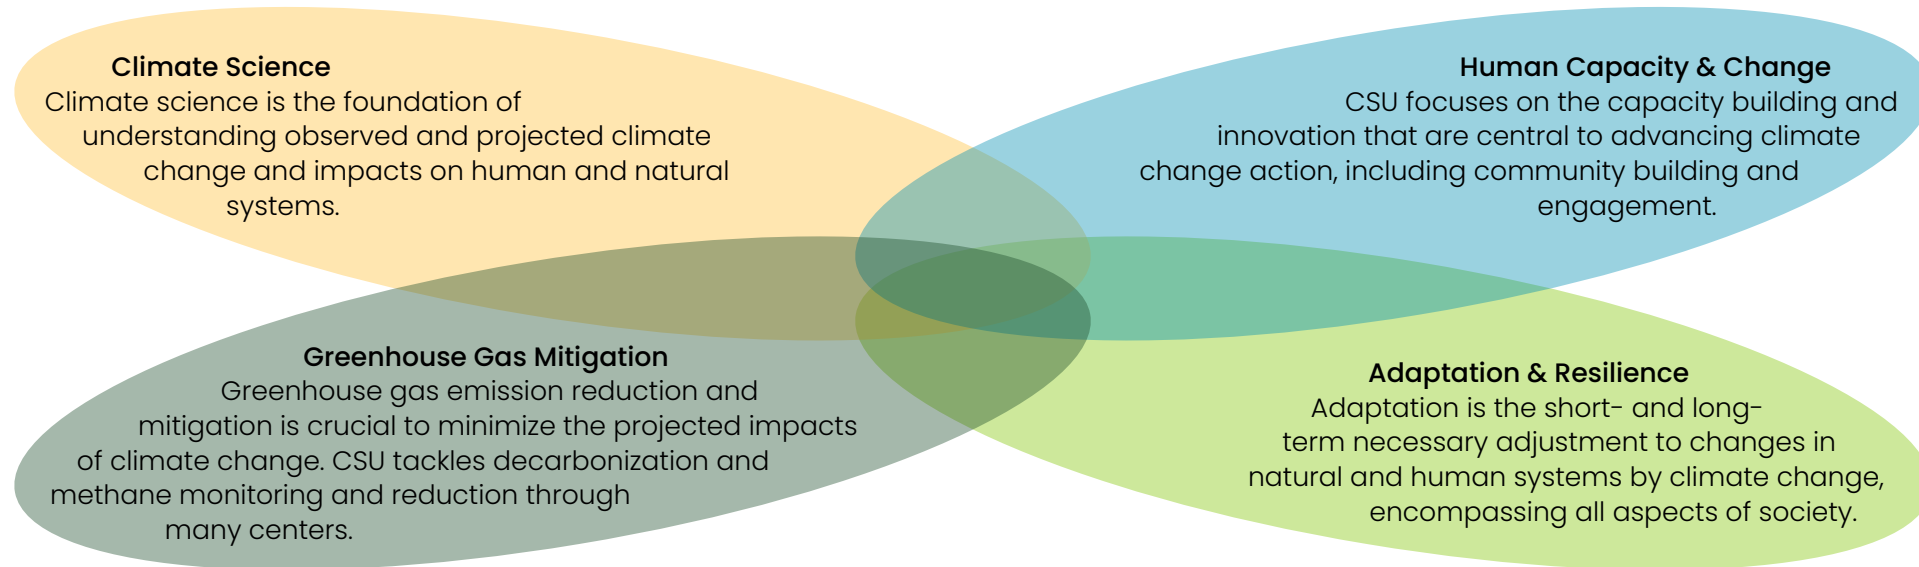 Climate Science
Climate science is the foundation of
understanding observed and projected climate
change and impacts on human and natural
systems.
Human Capacity & Change
CSU focuses on the capacity building and
innovation that are central to advancing climate
change action, including community building and
engagement.
Greenhouse Gas Mitigation
Greenhouse gas emission reduction and
mitigation is crucial to minimize the projected impacts
of climate change. CSU tackles decarbonization and
methane monitoring and reduction through
many centers.
Adaptation & Resilience
Adaptation is the short- and long-
term necessary adjustment to changes in
natural and human systems by climate change,
encompassing all aspects of society.